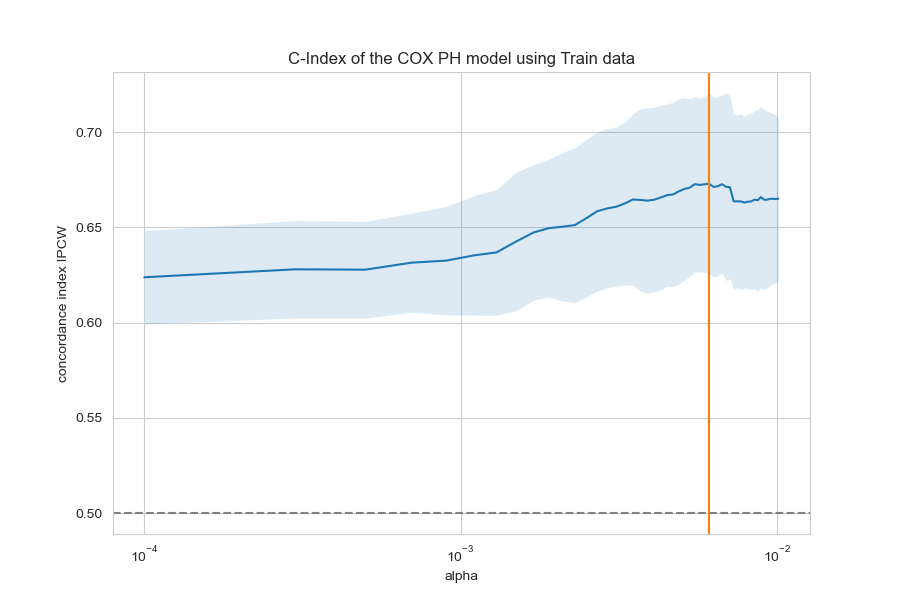 C-Index of the COX PH model using Train data
concordance index IPCW
0.70
0.65
0.60
0.55
0.50
10⁻⁴ 10⁻³ 10⁻²
alpha